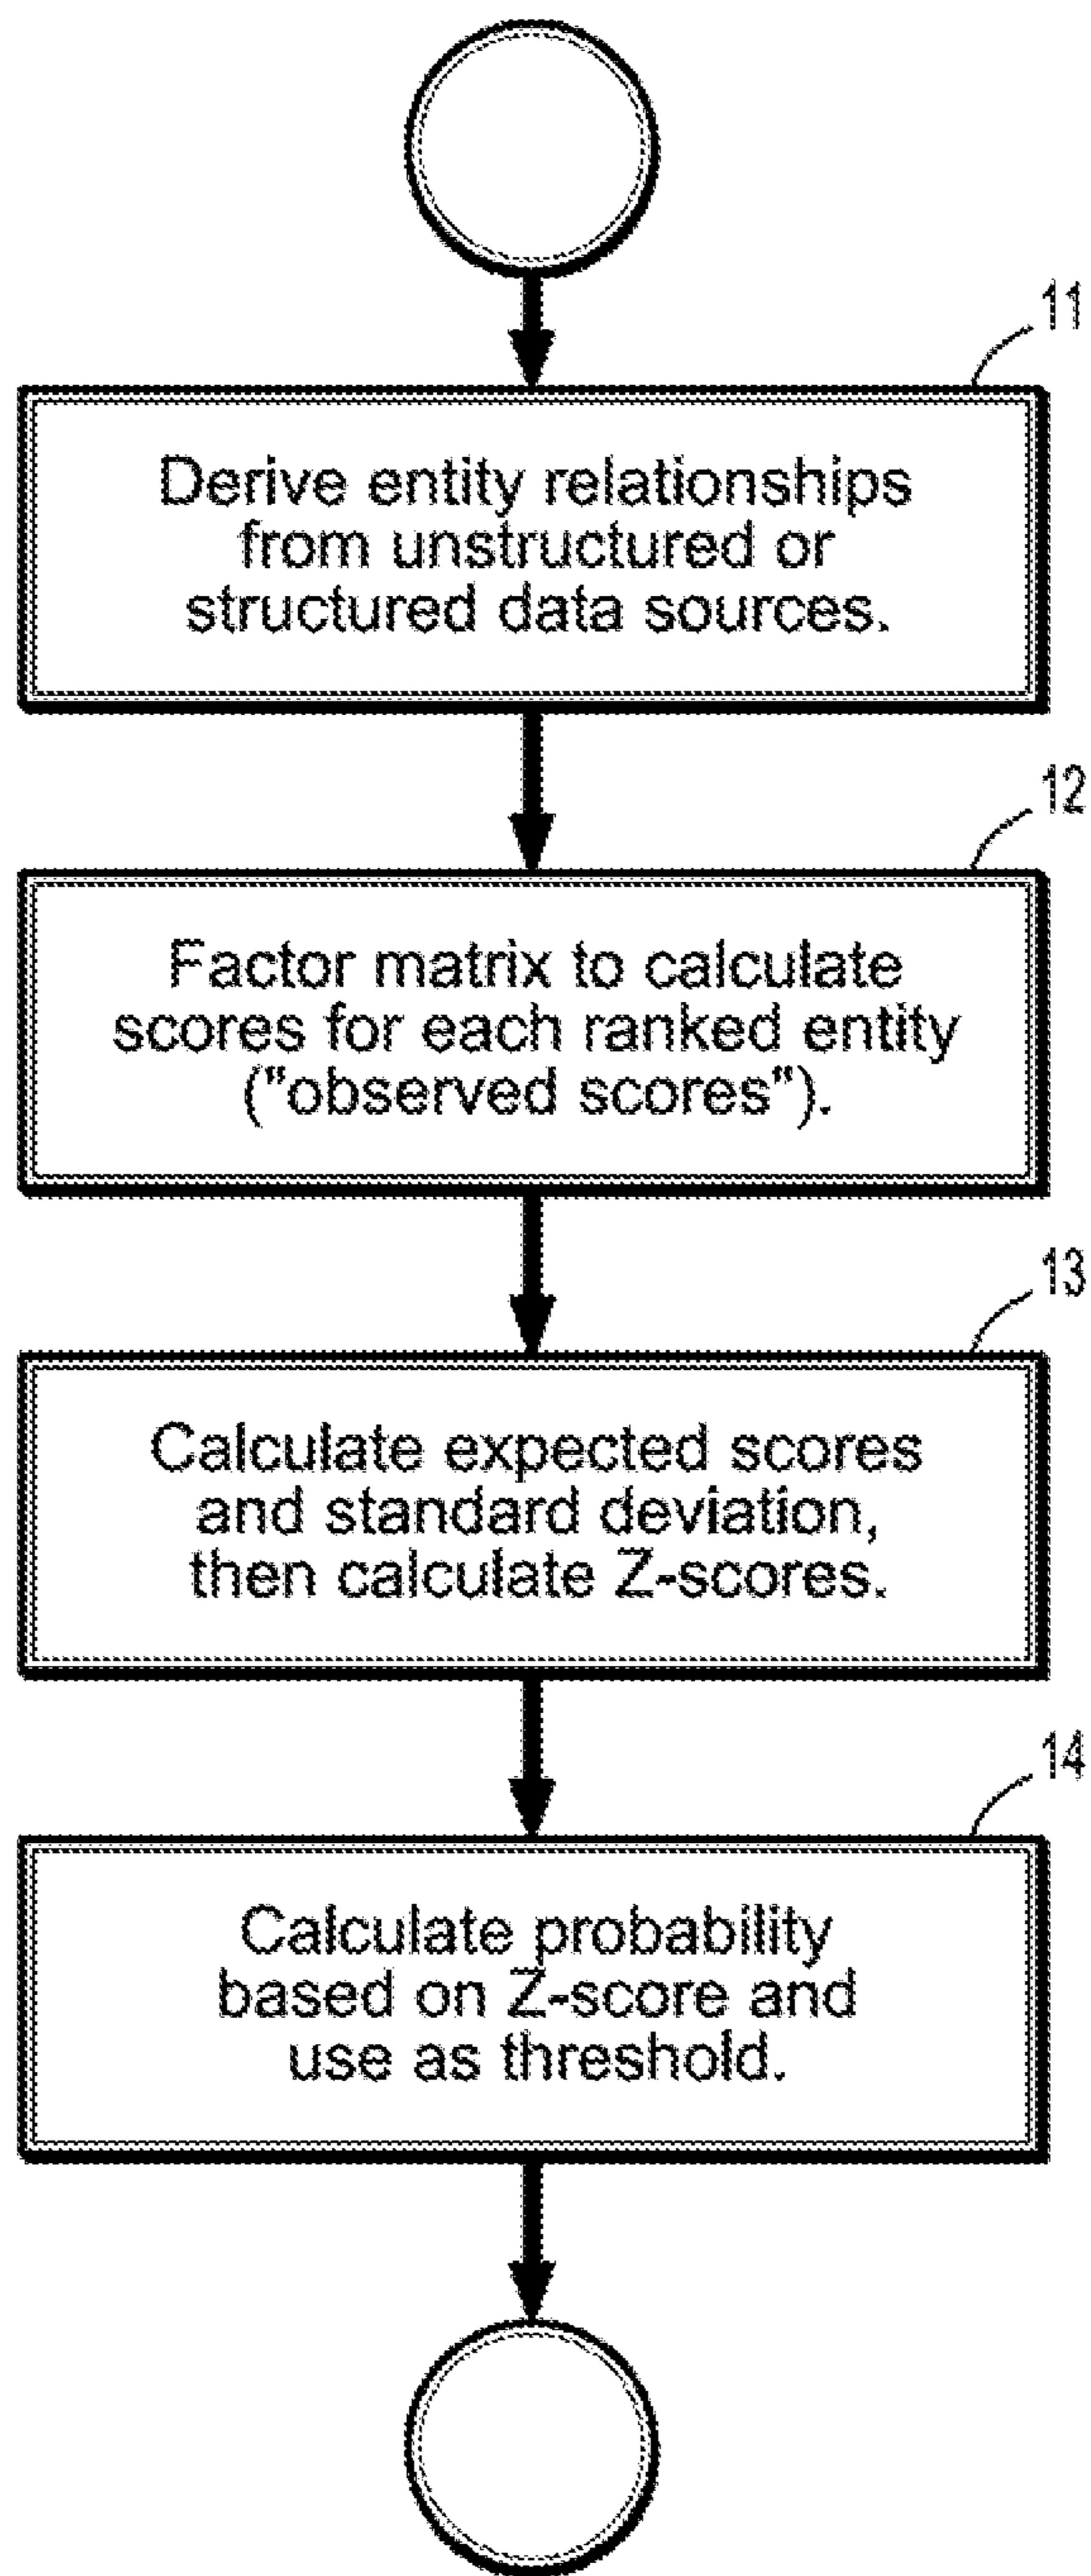 11
Derive entity relationships
from unstructured or
structured data sources.
12
Factor matrix to calculate
scores for each ranked entity
("observed scores").
13
Calculate expected scores
and standard deviation,
then calculate Z-scores.
14
Calculate probability
based on Z-score and
use as threshold.